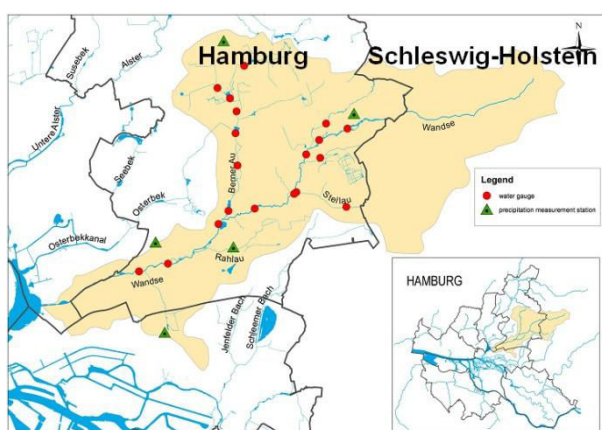 Hamburg
Schleswig-Holstein
N
Susebek
Alster
Untere Alster
Seebek
Osterbek
Osterbekkanal
Berner Au
Wandse
Stellau
Rahlau
Wandse
Jenfelder Bach
Schleemer Bach
Legend
water gauge
precipitation measurement station
HAMBURG